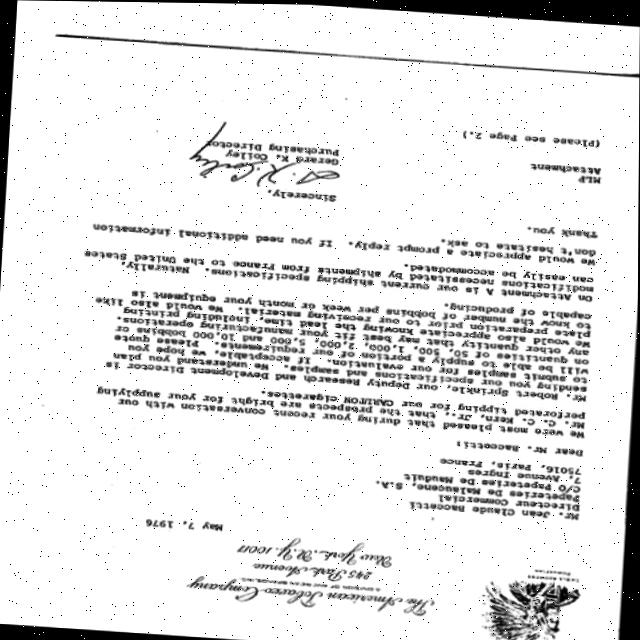 The American Tobacco Company
245 Park Avenue
New York, N.Y. 10017
May 7, 1976
Mr. Jean Claude Baccetti
Directeur Commercial
Papeteries De Malaucene, S.A.
C/O Papeteries De Mauduit
7, Avenue Ingres
75016, Paris, France
Dear Mr. Baccetti:
We were most pleased that during your recent conversation with our
Mr. C. C. Kern, Jr., that the prospects are bright for your supplying
perforated tipping for our CARLTON cigarettes.
Mr. Robert Sprinkle, our Deputy Research and Development Director is
sending you our specifications and samples. We understand you plan
to submit samples for our evaluation. If acceptable, we hope you
will be able to supply a portion of our requirements. Please quote
on quantities of 50, 500, 1,000, 2,000, 5,000 and 10,000 bobbins or
any other quantity that may best fit your manufacturing operations.
We would also appreciate knowing the lead time, including printing
plate preparation prior to our receiving material. We would also like
to know the number of bobbins per week or month your equipment is
capable of producing.
On Attachment A is our current shipping specifications. Naturally,
modifications necessitated by shipments from France to the United States
can easily be accommodated.
We would appreciate a prompt reply. If you need additional information
don't hesitate to ask.
Thank you.
Sincerely,
Gerard K. Colley
Purchasing Director
MLP
Attachment
(Please see Page 2.)